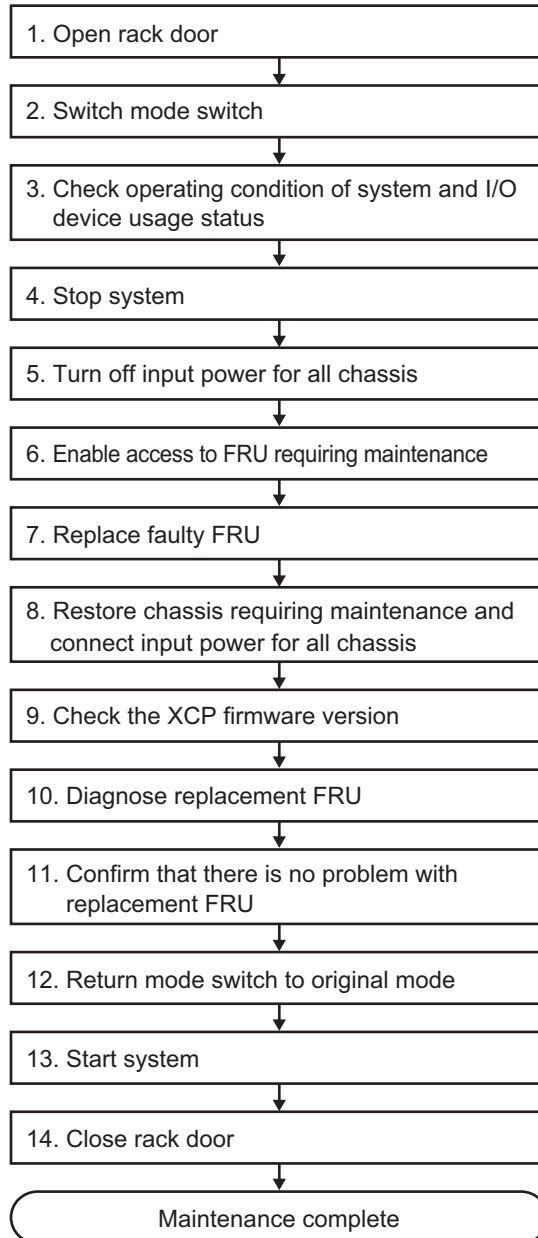 1. Open rack door
2. Switch mode switch
3. Check operating condition of system and I/O
device usage status
4. Stop system
5. Turn off input power for all chassis
6. Enable access to FRU requiring maintenance
7. Replace faulty FRU
8. Restore chassis requiring maintenance and
connect input power for all chassis
9. Check the XCP firmware version
10. Diagnose replacement FRU
11. Confirm that there is no problem with
replacement FRU
12. Return mode switch to original mode
13. Start system
14. Close rack door
Maintenance complete